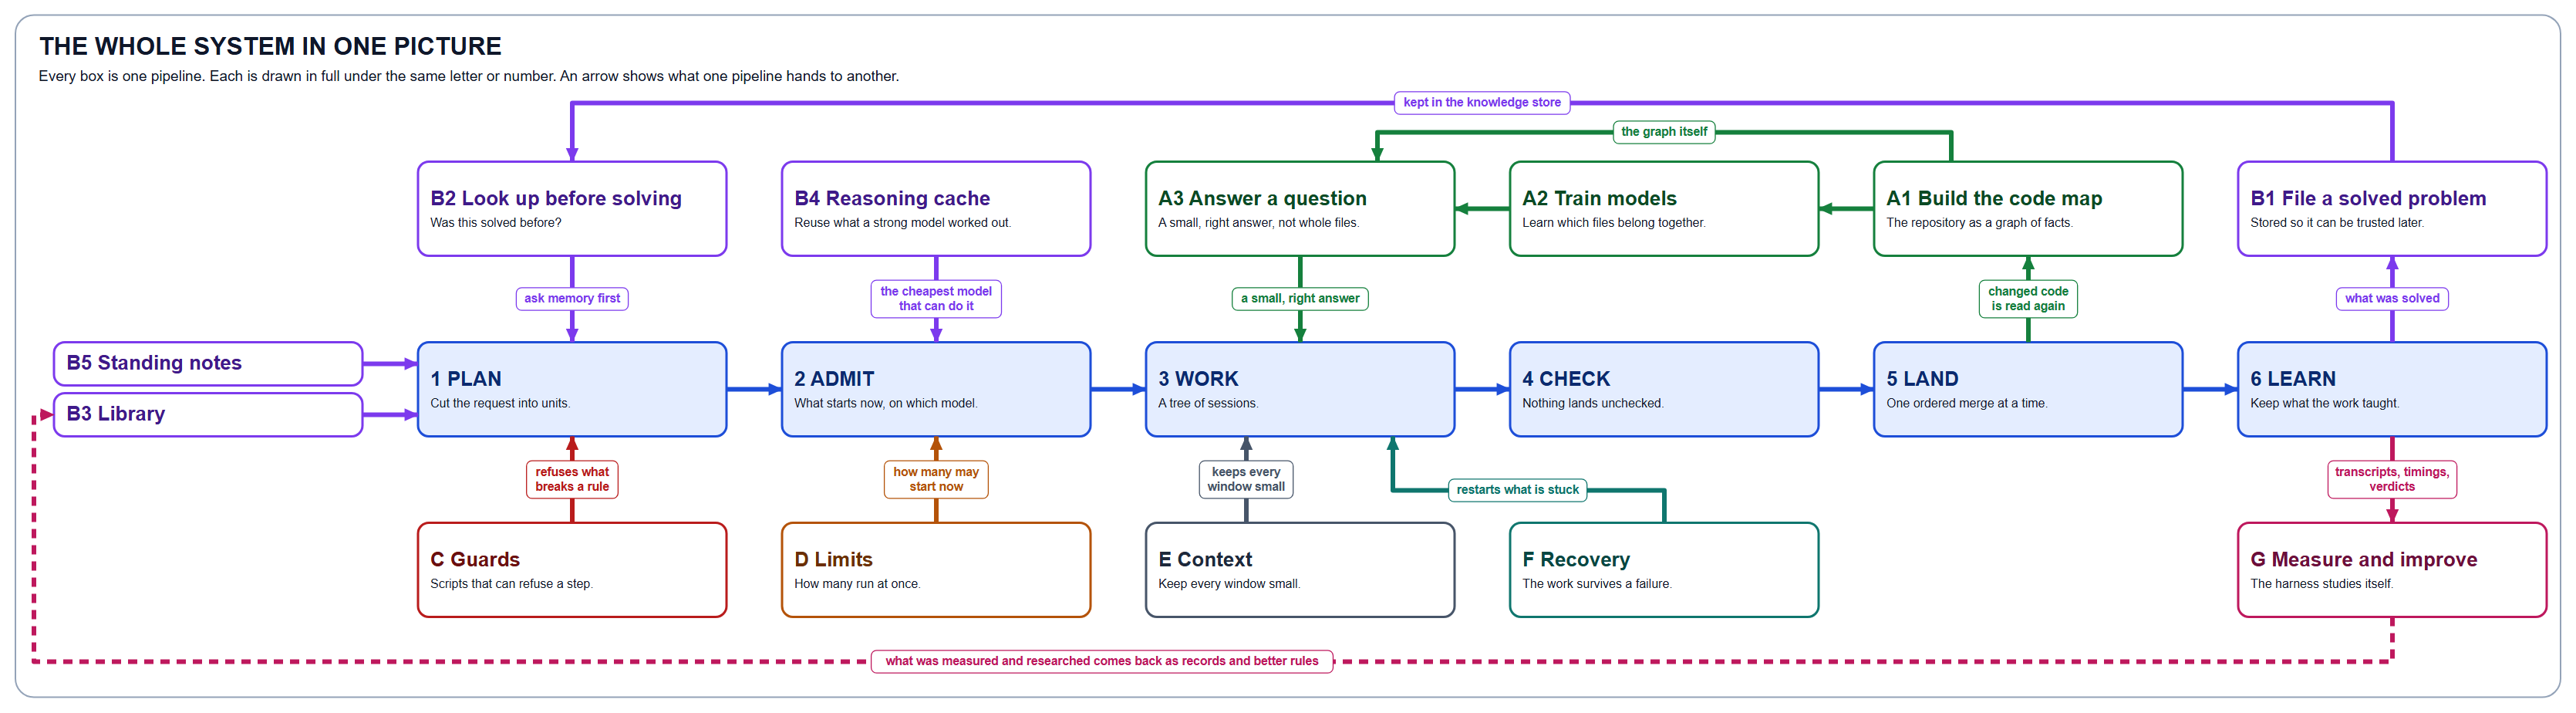 THE WHOLE SYSTEM IN ONE PICTURE
Every box is one pipeline. Each is drawn in full under the same letter or number. An arrow shows what one pipeline hands to another.
kept in the knowledge store
the graph itself
B2 Look up before solving
Was this solved before?
B4 Reasoning cache
Reuse what a strong model worked out.
A3 Answer a question
A small, right answer, not whole files.
A2 Train models
Learn which files belong together.
A1 Build the code map
The repository as a graph of facts.
B1 File a solved problem
Stored so it can be trusted later.
ask memory first
the cheapest model
that can do it
a small, right answer
changed code
is read again
what was solved
B5 Standing notes
B3 Library
1 PLAN
Cut the request into units.
2 ADMIT
What starts now, on which model.
3 WORK
A tree of sessions.
4 CHECK
Nothing lands unchecked.
5 LAND
One ordered merge at a time.
6 LEARN
Keep what the work taught.
refuses what
breaks a rule
how many may
start now
keeps every
window small
restarts what is stuck
transcripts, timings,
verdicts
C Guards
Scripts that can refuse a step.
D Limits
How many run at once.
E Context
Keep every window small.
F Recovery
The work survives a failure.
G Measure and improve
The harness studies itself.
what was measured and researched comes back as records and better rules